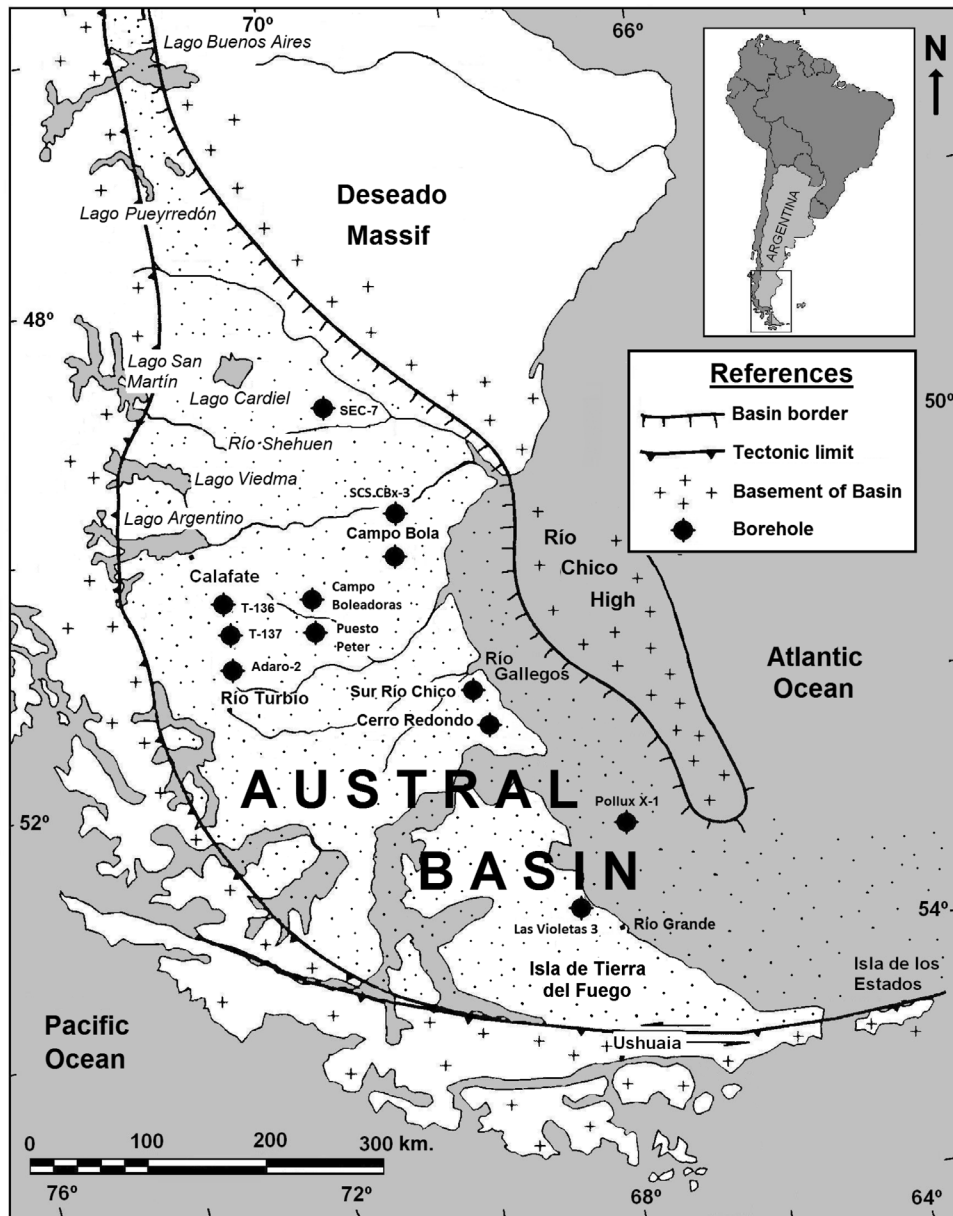 70º
66º
Lago Buenos Aires
N
ARGENTINA
Deseado
Massif
Lago Pueyrredón
48º
Lago San
Martín
Lago Cardiel
SEC-7
References
Basin border
Tectonic limit
Basement of Basin
Borehole
50º
Río Shehuen
Lago Viedma
SCS.CBx-3
Lago Argentino
Campo Bola
Río
Chico
High
Calafate
T-136
Campo
Boleadoras
T-137
Puesto
Peter
Adaro-2
Río Turbio
Río
Gallegos
Sur Río Chico
Cerro Redondo
Atlantic
Ocean
AUSTRAL
BASIN
Pollux X-1
52º
54º
Las Violetas 3
Río Grande
Isla de Tierra
del Fuego
Isla de los
Estados
Pacific
Ocean
Ushuaia
0 100 200 300 km.
76º
72º
68º
64º